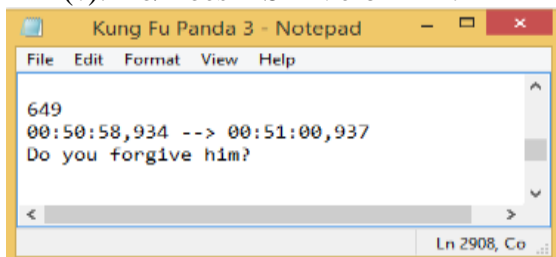 Kung Fu Panda 3 - Notepad
File Edit Format View Help
649
00:50:58,934 --> 00:51:00,937
Do you forgive him?
Ln 2908, Co